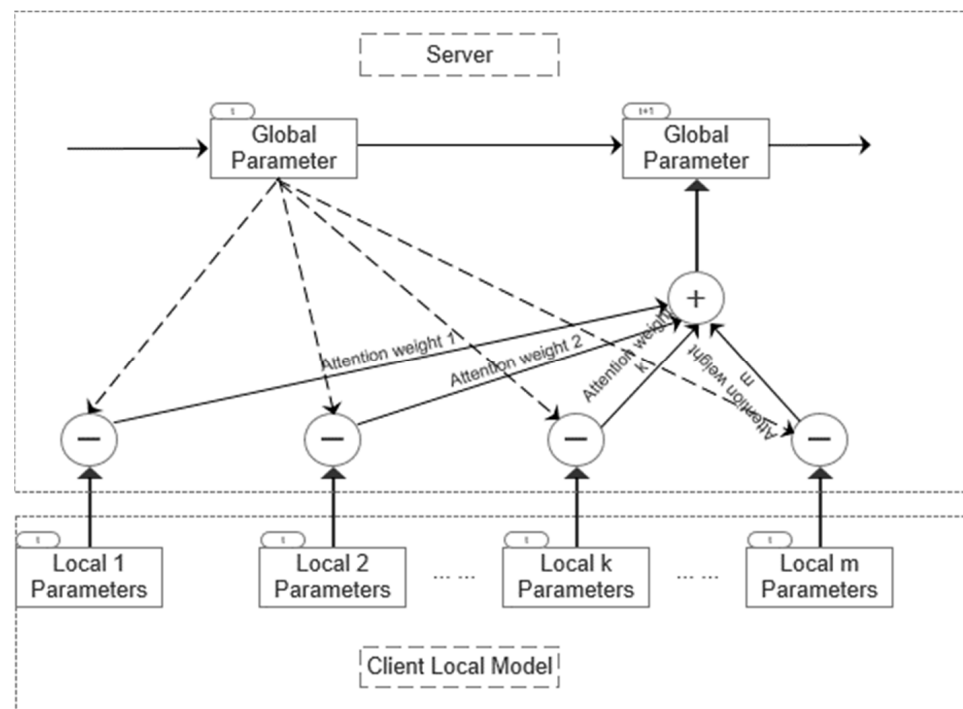 Server
t
Global
Parameter
t+1
Global
Parameter
+
Attention weight 1
Attention weight 2
Attention weight
k
Attention weight
m
−
−
−
−
t
Local 1
Parameters
t
Local 2
Parameters
... ...
t
Local k
Parameters
... ...
t
Local m
Parameters
Client Local Model